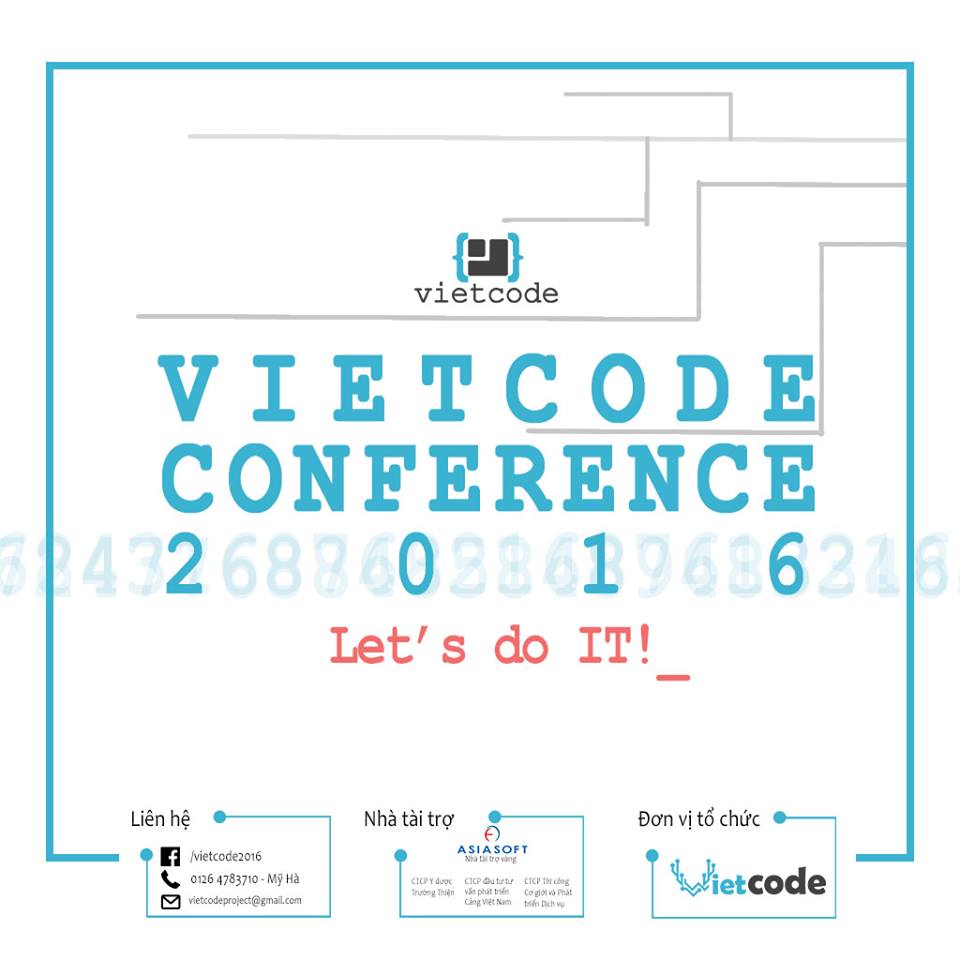 vietcode
VIETCODE
CONFERENCE
2016
Let's do IT!_
Liên hệ
/vietcode2016
0126 4783710 - Mỹ Hà
vietcodeproject@gmail.com
Nhà tài trợ
ASIASOFT
Nhà tài trợ vàng
CTCP Y dược
Trường Thiện
CTCP đầu tư tư
vấn phát triển
Cảng Việt Nam
CTCP Thi công
Cơ giới và Phát
triển Dịch vụ
Đơn vị tổ chức
Vietcode